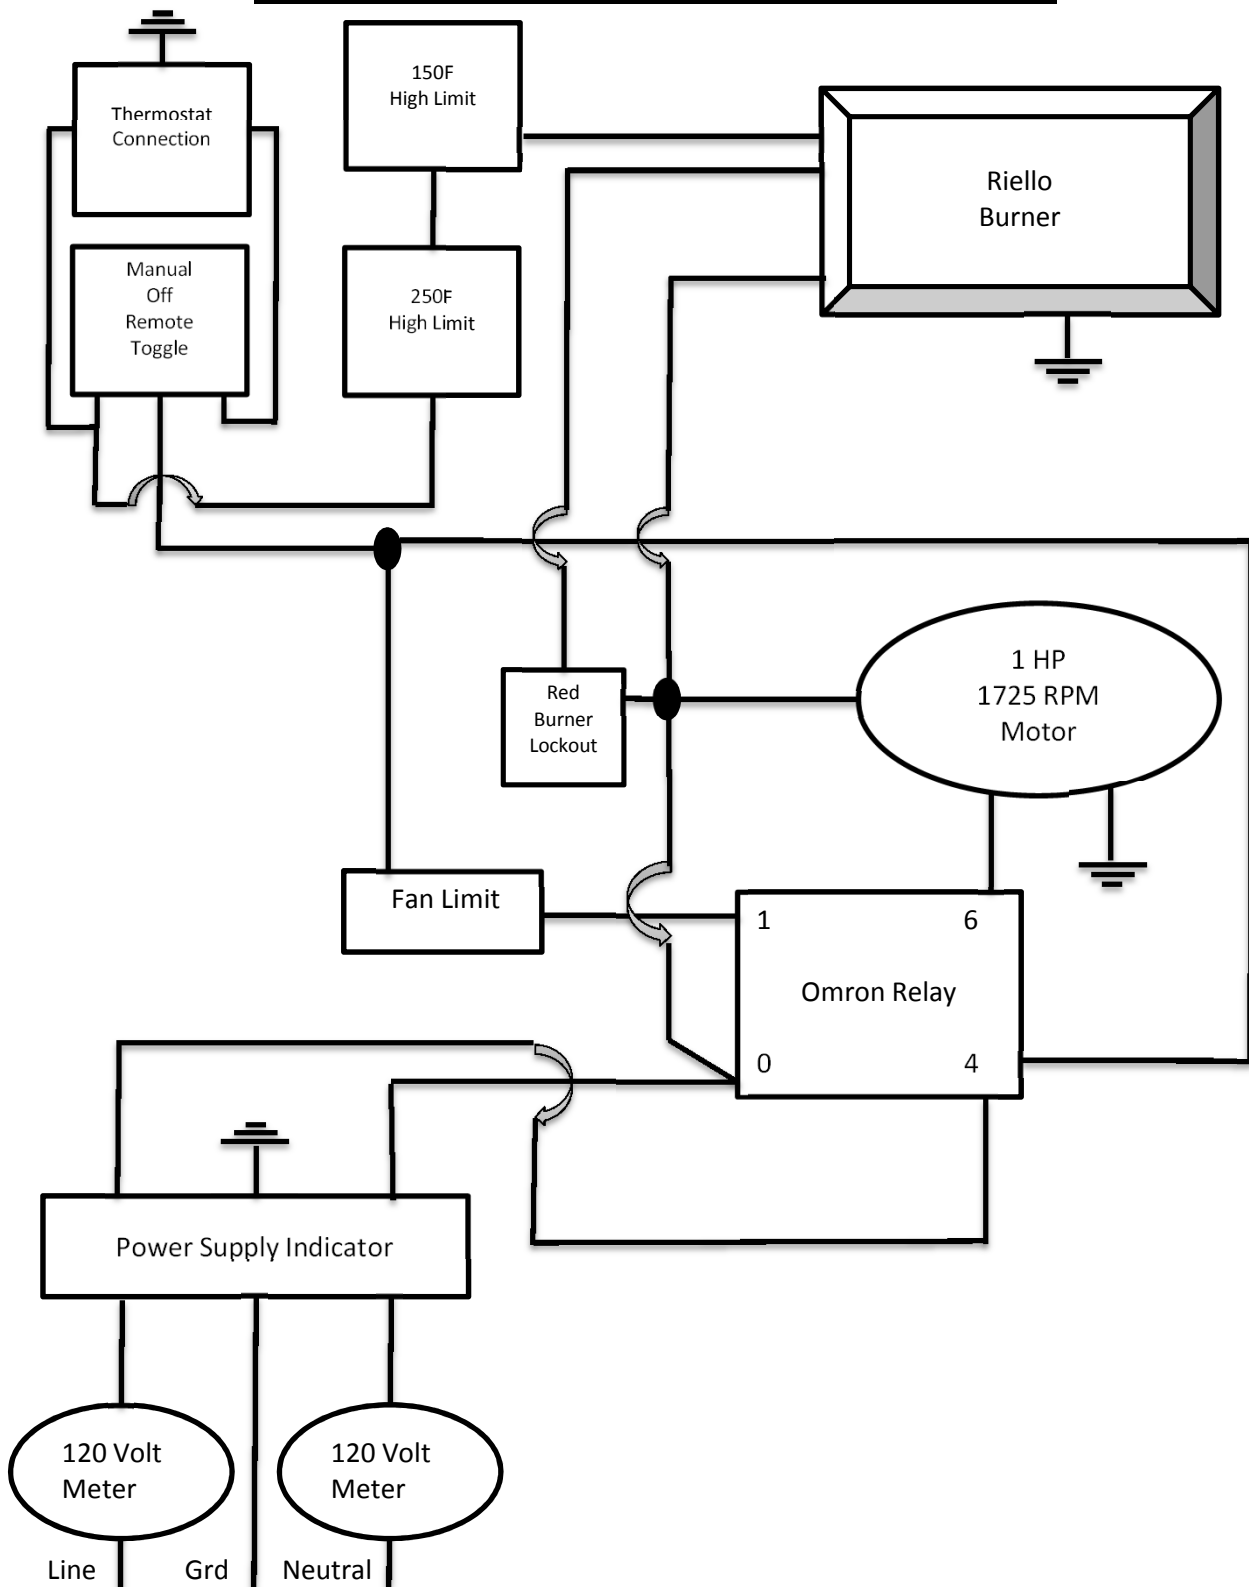 Thermostat
Connection
150F
High Limit
Riello
Burner
Manual
Off
Remote
Toggle
250F
High Limit
1 HP
1725 RPM
Motor
Red
Burner
Lockout
Fan Limit
1
6
Omron Relay
0
4
Power Supply Indicator
120 Volt
Meter
120 Volt
Meter
Line
Grd
Neutral